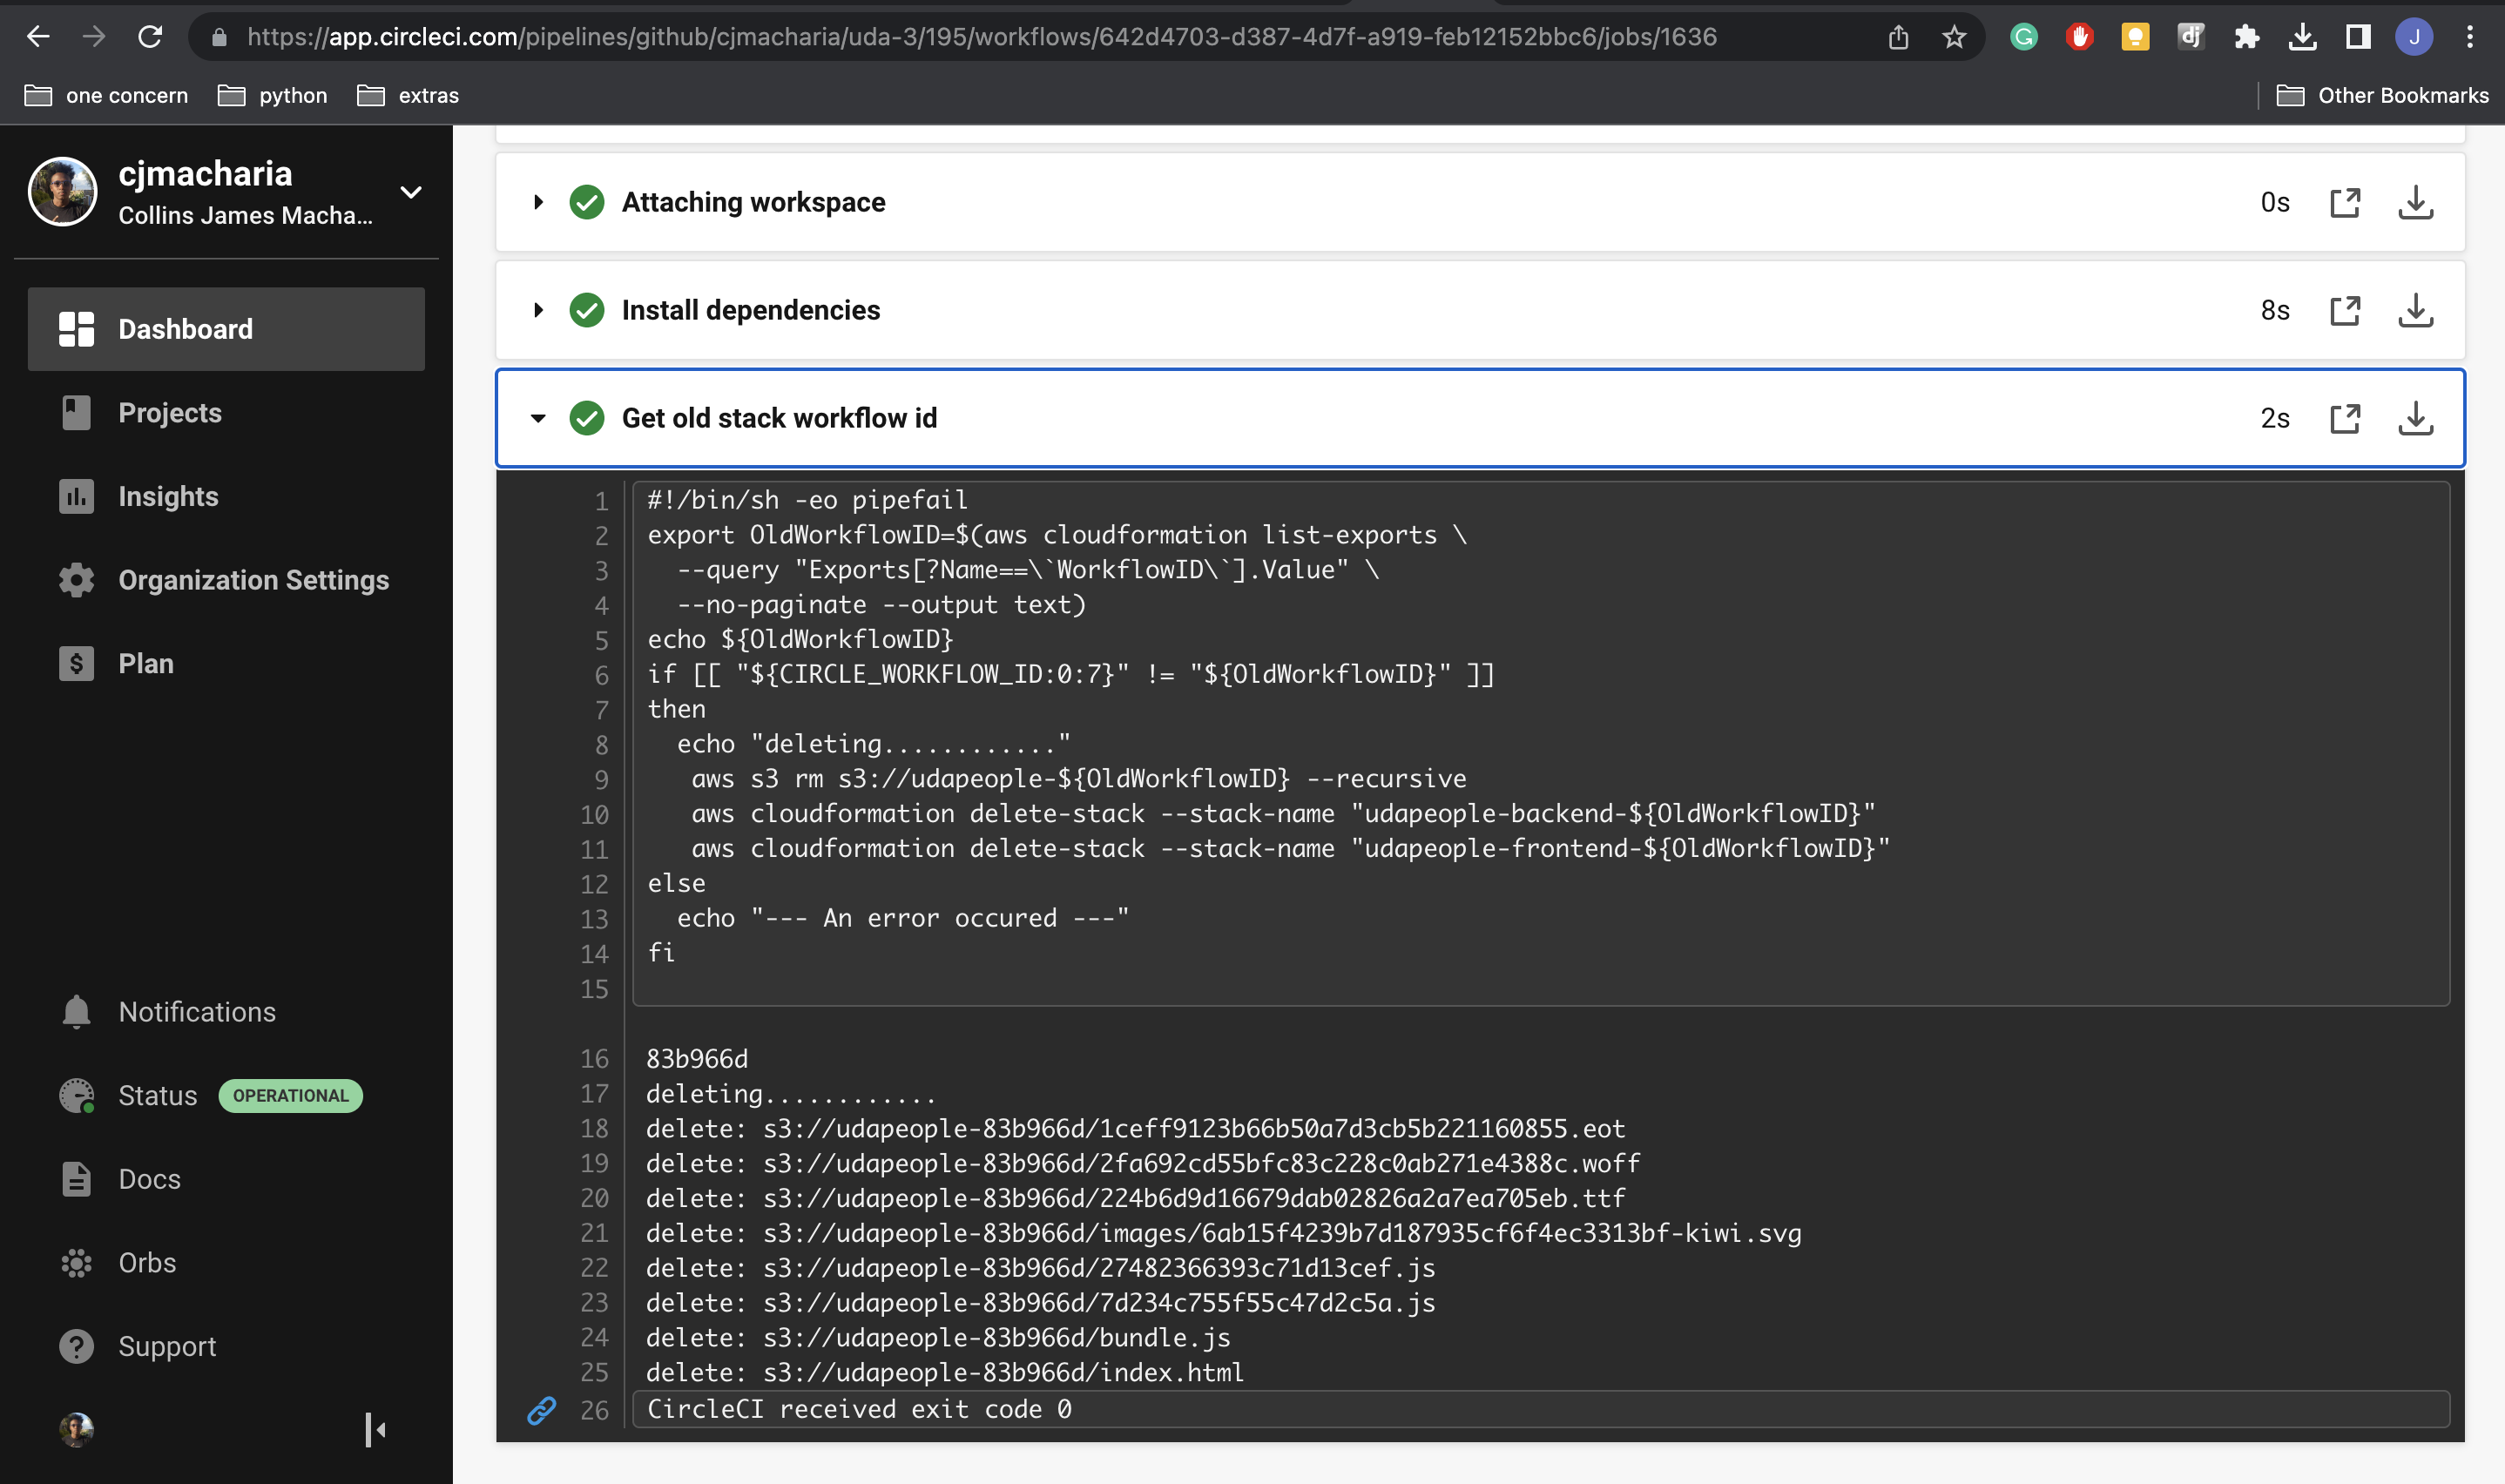 https://app.circleci.com/pipelines/github/cjmacharia/uda-3/195/workflows/642d4703-d387-4d7f-a919-feb12152bbc6/jobs/1636
J
one concern
python
extras
Other Bookmarks
cjmacharia
Collins James Macha...
Dashboard
Projects
Insights
Organization Settings
Plan
Notifications
Status OPERATIONAL
Docs
Orbs
Support
Attaching workspace 0s
Install dependencies 8s
Get old stack workflow id 2s
1 #!/bin/sh -eo pipefail
2 export OldWorkflowID=$(aws cloudformation list-exports \
3 --query "Exports[?Name==\`WorkflowID\`].Value" \
4 --no-paginate --output text)
5 echo ${OldWorkflowID}
6 if [[ "${CIRCLE_WORKFLOW_ID:0:7}" != "${OldWorkflowID}" ]]
7 then
8 echo "deleting............"
9 aws s3 rm s3://udapeople-${OldWorkflowID} --recursive
10 aws cloudformation delete-stack --stack-name "udapeople-backend-${OldWorkflowID}"
11 aws cloudformation delete-stack --stack-name "udapeople-frontend-${OldWorkflowID}"
12 else
13 echo "--- An error occured ---"
14 fi
15
16 83b966d
17 deleting............
18 delete: s3://udapeople-83b966d/1ceff9123b66b50a7d3cb5b221160855.eot
19 delete: s3://udapeople-83b966d/2fa692cd55bfc83c228c0ab271e4388c.woff
20 delete: s3://udapeople-83b966d/224b6d9d16679dab02826a2a7ea705eb.ttf
21 delete: s3://udapeople-83b966d/images/6ab15f4239b7d187935cf6f4ec3313bf-kiwi.svg
22 delete: s3://udapeople-83b966d/27482366393c71d13cef.js
23 delete: s3://udapeople-83b966d/7d234c755f55c47d2c5a.js
24 delete: s3://udapeople-83b966d/bundle.js
25 delete: s3://udapeople-83b966d/index.html
26 CircleCI received exit code 0